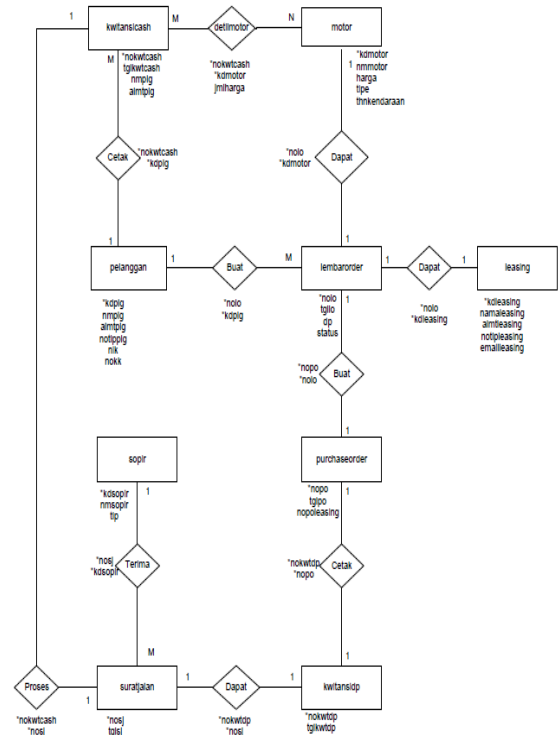 1
kwitansicash
M
detilmotor
N
motor
M
*nokwtcash
tglkwtcash
nmplg
almtplg
*nokwtcash
*kdmotor
jmlharga
1
*kdmotor
nmmotor
harga
tipe
thnkendaraan
Cetak
*nokwtcash
*kdplg
*nolo
*kdmotor
Dapat
1
1
pelanggan
1
Buat
M
lembarorder
1
Dapat
1
leasing
*kdplg
nmplg
almtplg
notlpplg
nik
nokk
*nolo
*kdplg
*nolo
tgllo
dp
status
1
*nolo
*kdleasing
*kdleasing
namaleasing
almtleasing
notlpleasing
emailleasing
*nopo
*nolo
Buat
1
sopir
purchaseorder
*kdsopir
nmsopir
tlp
1
*nopo
tglpo
nopoleasing
1
*nosj
*kdsopir
Terima
*nokwtdp
*nopo
Cetak
M
1
Proses
1
suratjalan
1
Dapat
1
kwitansidp
*nokwtcash
*nosj
*nosj
tglsj
*nokwtdp
*nosj
*nokwtdp
tglkwtdp